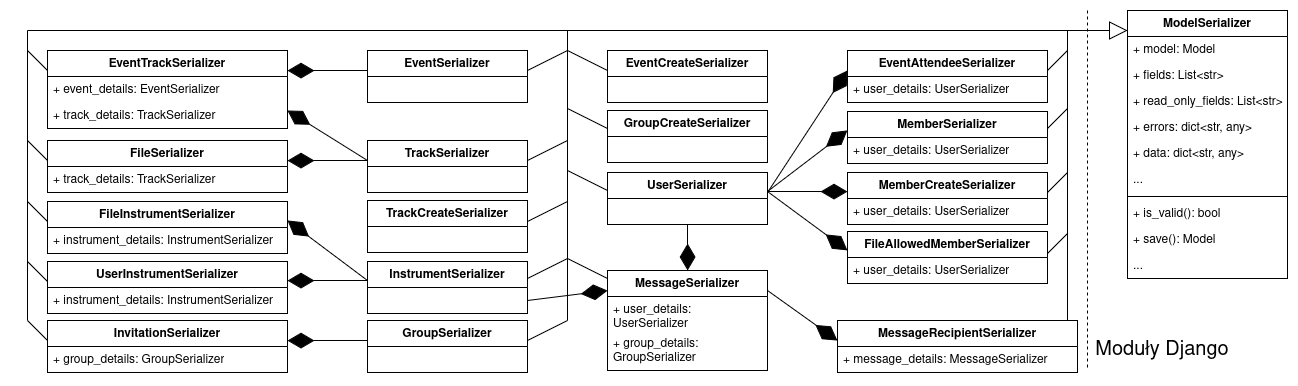 EventTrackSerializer
+ event_details: EventSerializer
+ track_details: TrackSerializer
FileSerializer
+ track_details: TrackSerializer
FileInstrumentSerializer
+ instrument_details: InstrumentSerializer
UserInstrumentSerializer
+ instrument_details: InstrumentSerializer
InvitationSerializer
+ group_details: GroupSerializer
EventSerializer
TrackSerializer
TrackCreateSerializer
InstrumentSerializer
GroupSerializer
EventCreateSerializer
GroupCreateSerializer
UserSerializer
MessageSerializer
+ user_details:
UserSerializer
+ group_details:
GroupSerializer
EventAttendeeSerializer
+ user_details: UserSerializer
MemberSerializer
+ user_details: UserSerializer
MemberCreateSerializer
+ user_details: UserSerializer
FileAllowedMemberSerializer
+ user_details: UserSerializer
MessageRecipientSerializer
+ message_details: MessageSerializer
ModelSerializer
+ model: Model
+ fields: List<str>
+ read_only_fields: List<str>
+ errors: dict<str, any>
+ data: dict<str, any>
...
+ is_valid(): bool
+ save(): Model
...
Moduły Django